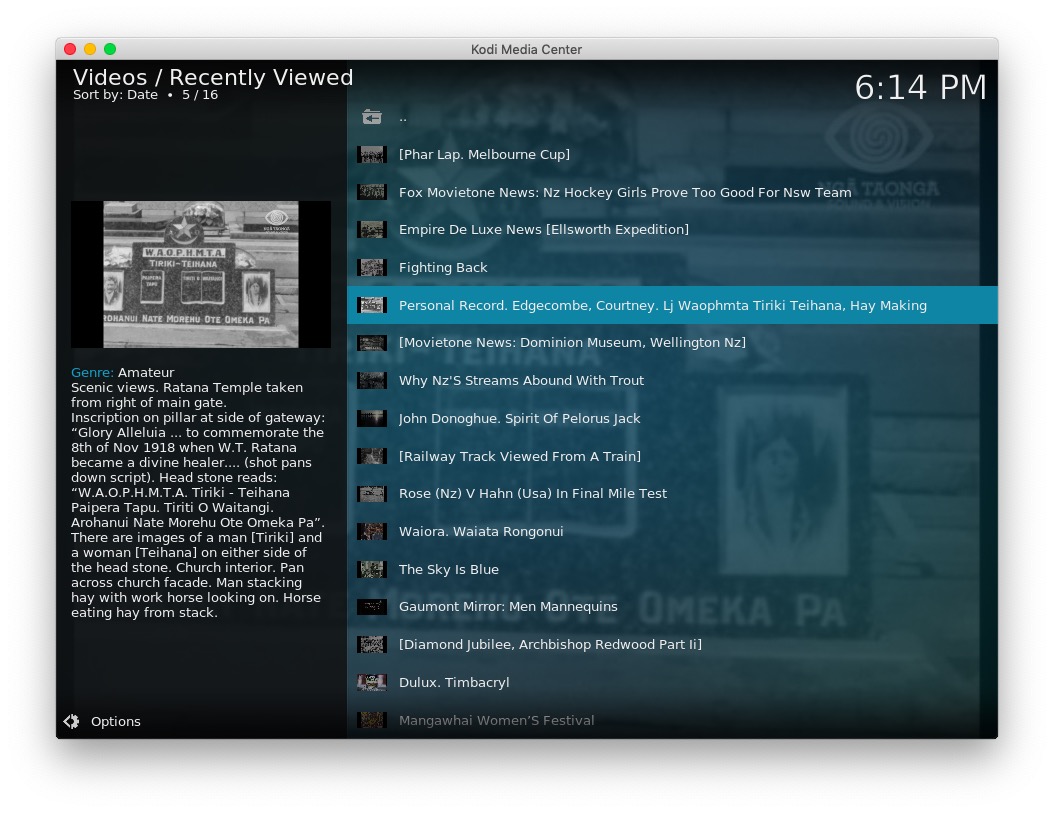 Kodi Media Center
Videos / Recently Viewed
Sort by: Date • 5 / 16
6:14 PM
NGĀ TAONGA
SOUND & VISION
W.A.O.P.H.M.T.A.
TIRIKI-TEIHANA
PAIPERA
TAPU
TIRITI O WAITANGI
AROHANUI NATE MOREHU OTE OMEKA PA
Genre: Amateur
Scenic views. Ratana Temple taken
from right of main gate.
Inscription on pillar at side of gateway:
“Glory Alleluia ... to commemorate the
8th of Nov 1918 when W.T. Ratana
became a divine healer.... (shot pans
down script). Head stone reads:
“W.A.O.P.H.M.T.A. Tiriki - Teihana
Paipera Tapu. Tiriti O Waitangi.
Arohanui Nate Morehu Ote Omeka Pa”.
There are images of a man [Tiriki] and
a woman [Teihana] on either side of
the head stone. Church interior. Pan
across church facade. Man stacking
hay with work horse looking on. Horse
eating hay from stack.
Options
..
[Phar Lap. Melbourne Cup]
Fox Movietone News: Nz Hockey Girls Prove Too Good For Nsw Team
Empire De Luxe News [Ellsworth Expedition]
Fighting Back
Personal Record. Edgecombe, Courtney. Lj Waophmta Tiriki Teihana, Hay Making
[Movietone News: Dominion Museum, Wellington Nz]
Why Nz'S Streams Abound With Trout
John Donoghue. Spirit Of Pelorus Jack
[Railway Track Viewed From A Train]
Rose (Nz) V Hahn (Usa) In Final Mile Test
Waiora. Waiata Rongonui
The Sky Is Blue
Gaumont Mirror: Men Mannequins
[Diamond Jubilee, Archbishop Redwood Part Ii]
Dulux. Timbacryl
Mangawhai Women’S Festival